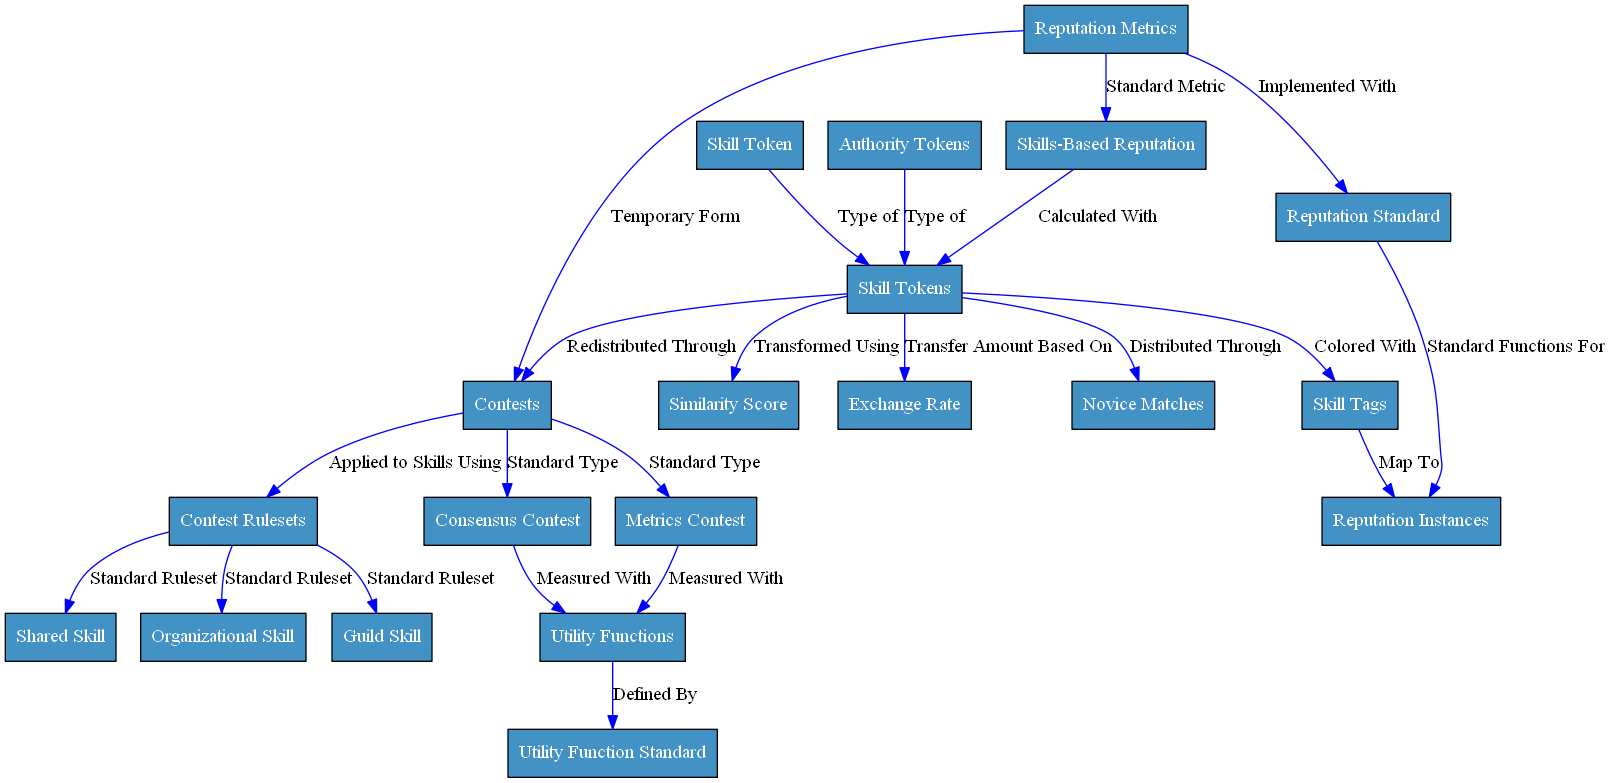 Reputation Metrics
Standard Metric
Implemented With
Skill Token
Authority Tokens
Skills-Based Reputation
Temporary Form
Type of
Type of
Calculated With
Reputation Standard
Skill Tokens
Redistributed Through
Transformed Using
Transfer Amount Based On
Distributed Through
Colored With
Standard Functions For
Contests
Similarity Score
Exchange Rate
Novice Matches
Skill Tags
Applied to Skills Using
Standard Type
Standard Type
Map To
Contest Rulesets
Consensus Contest
Metrics Contest
Reputation Instances
Standard Ruleset
Standard Ruleset
Standard Ruleset
Measured With
Measured With
Shared Skill
Organizational Skill
Guild Skill
Utility Functions
Defined By
Utility Function Standard